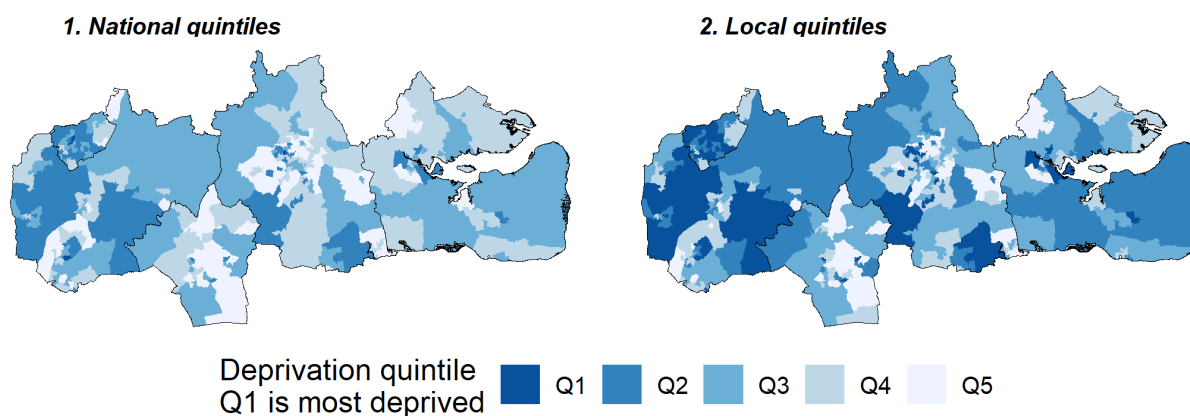 1. National quintiles
2. Local quintiles
Deprivation quintile
Q1 is most deprived
Q1
Q2
Q3
Q4
Q5